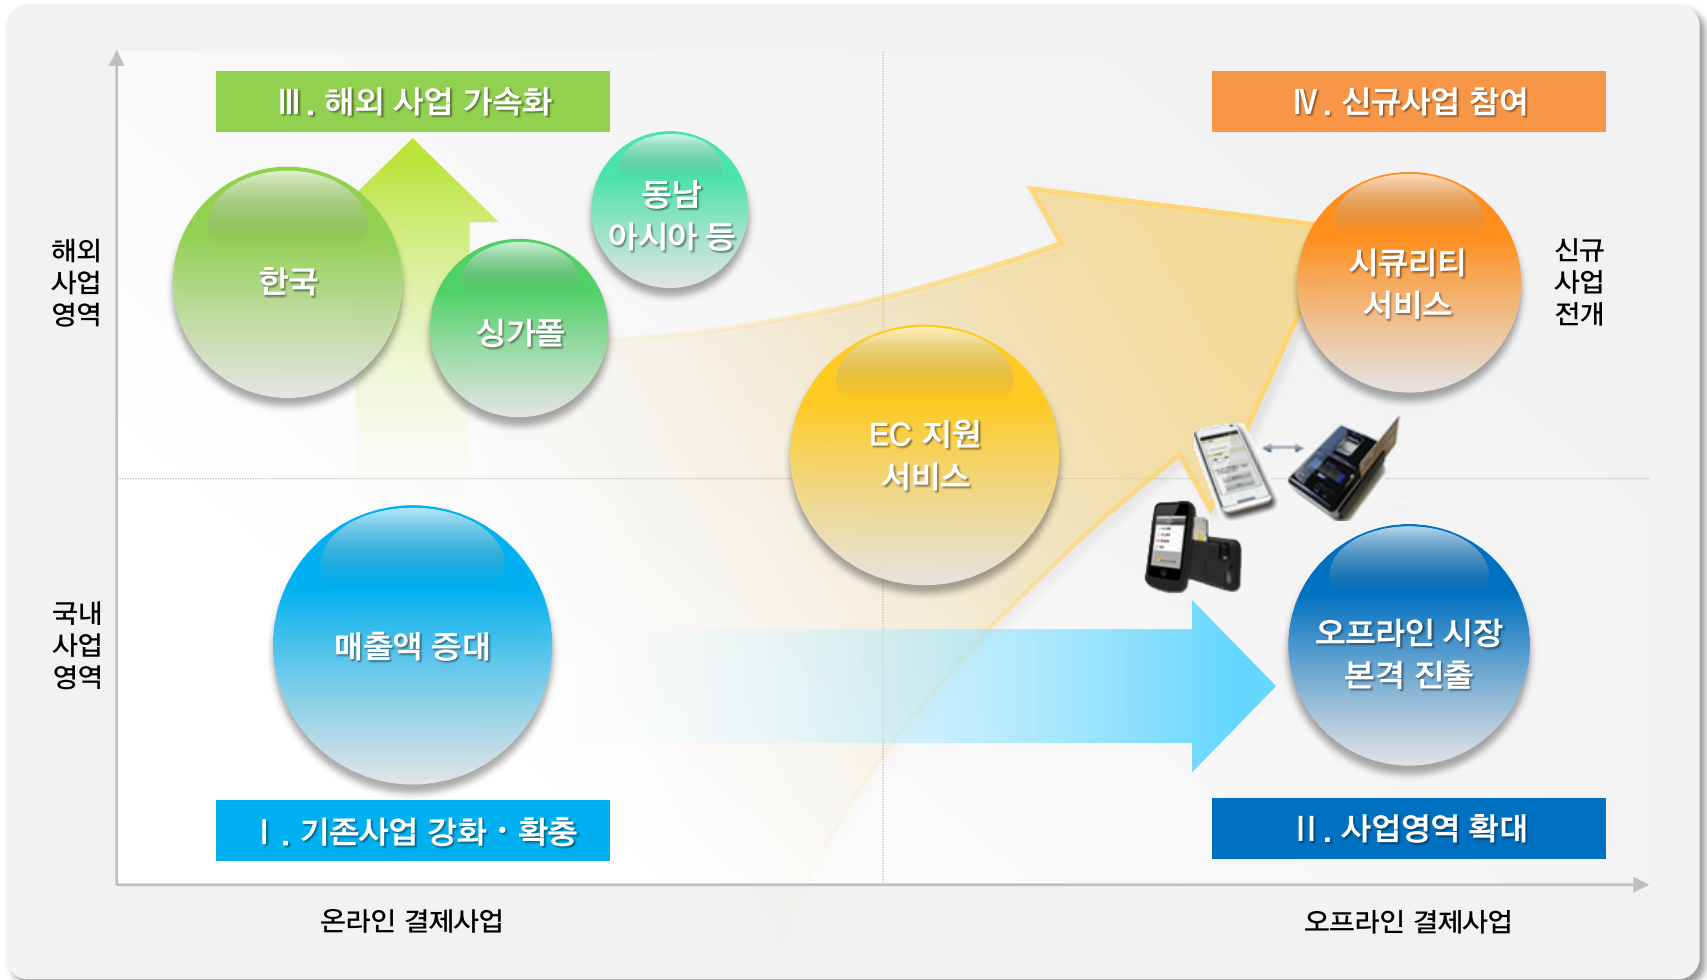 Ⅲ. 해외 사업 가속화
Ⅳ. 신규사업 참여
동남
아시아 등
한국
싱가폴
시큐리티
서비스
해외
사업
영역
신규
사업
전개
EC 지원
서비스
국내
사업
영역
매출액 증대
오프라인 시장
본격 진출
Ⅰ. 기존사업 강화 · 확충
Ⅱ. 사업영역 확대
온라인 결제사업
오프라인 결제사업